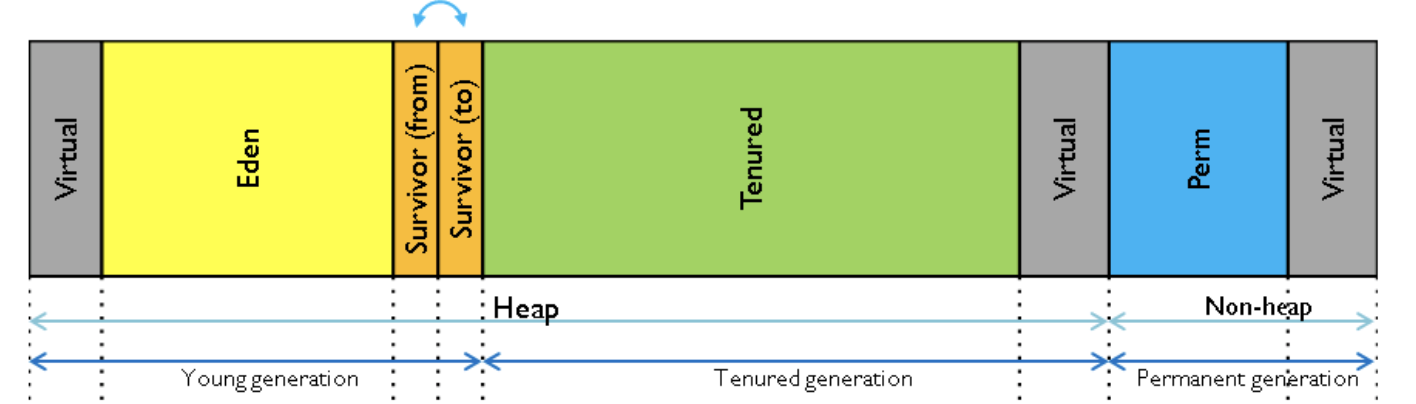 Virtual
Eden
Survivor (from)
Survivor (to)
Tenured
Virtual
Perm
Virtual
Heap
Non-heap
Young generation
Tenured generation
Permanent generation